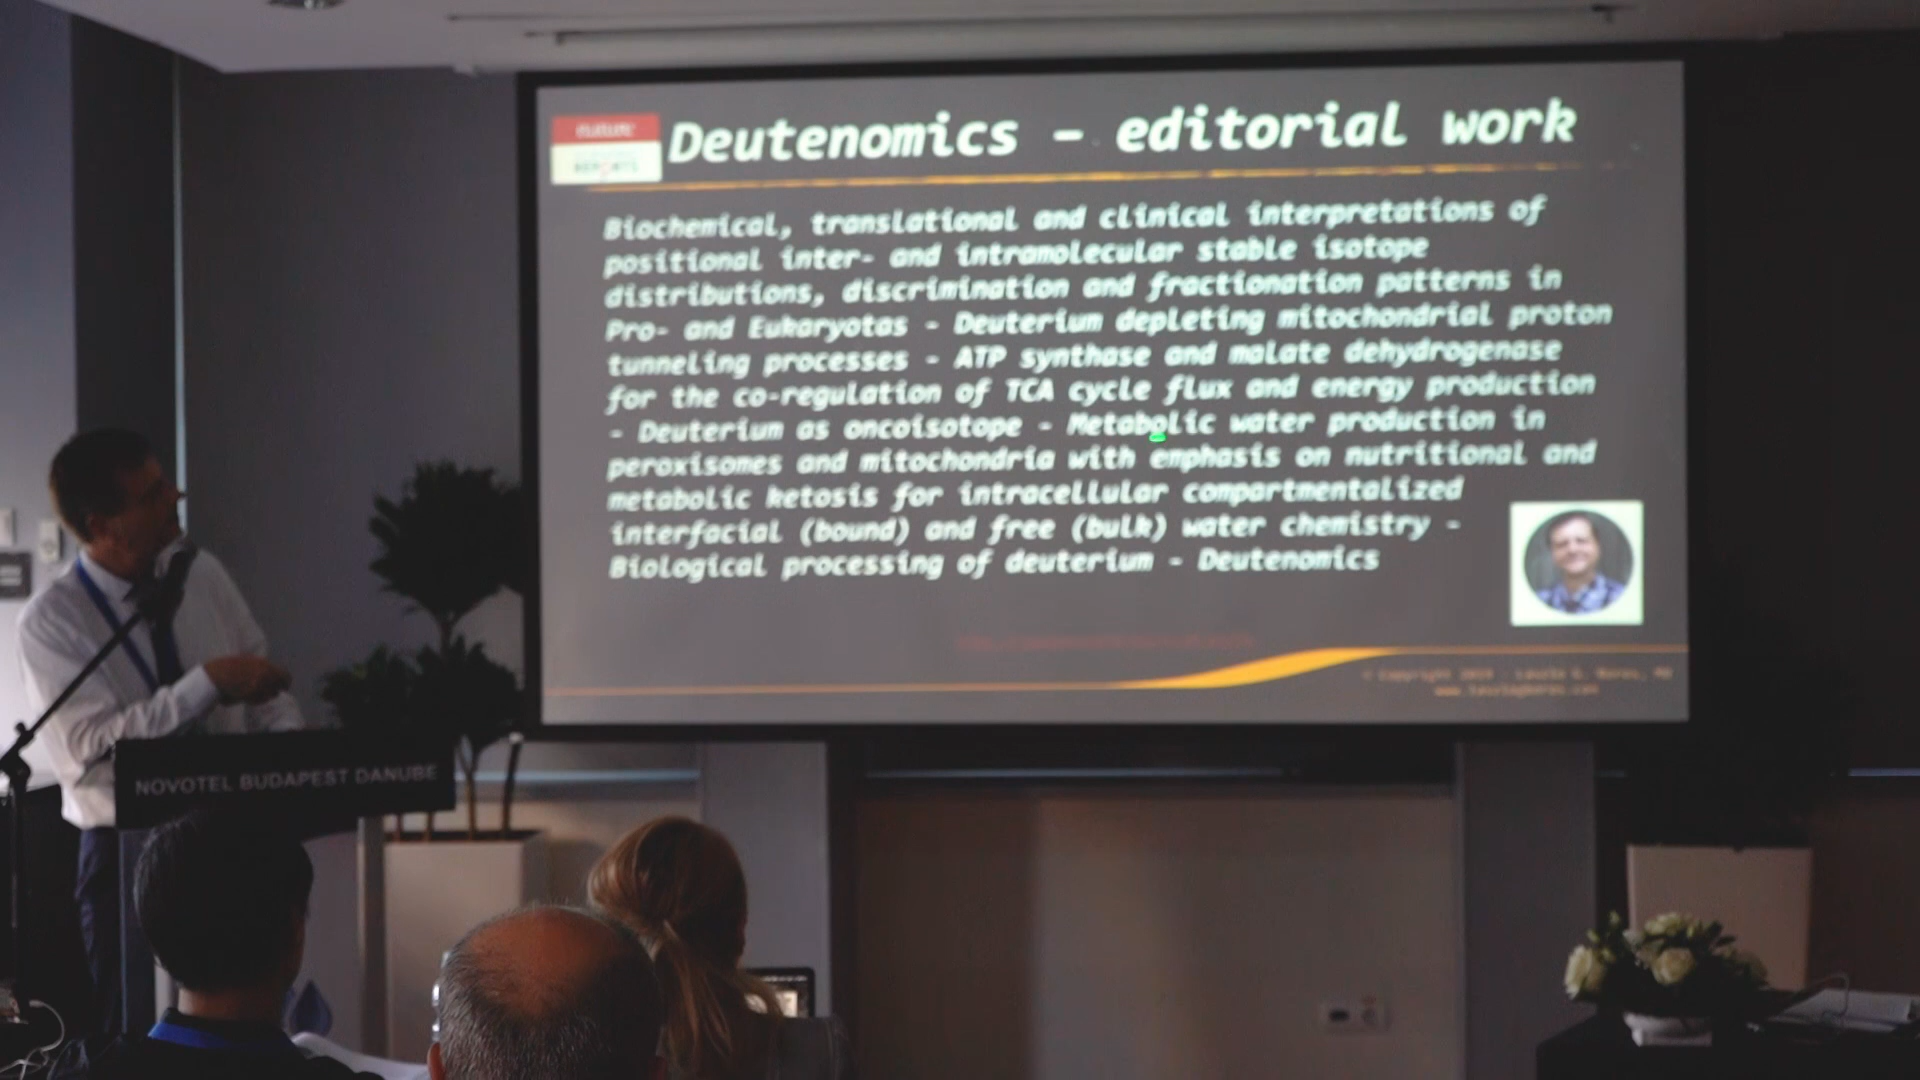 nature
REPORTS
Deutenomics – editorial work
Biochemical, translational and clinical interpretations of
positional inter- and intramolecular stable isotope
distributions, discrimination and fractionation patterns in
Pro- and Eukaryotas - Deuterium depleting mitochondrial proton
tunneling processes - ATP synthase and malate dehydrogenase
for the co-regulation of TCA cycle flux and energy production
- Deuterium as oncoisotope - Metabolic water production in
peroxisomes and mitochondria with emphasis on nutritional and
metabolic ketosis for intracellular compartmentalized
interfacial (bound) and free (bulk) water chemistry -
Biological processing of deuterium - Deutenomics
© Copyright
NOVOTEL BUDAPEST DANUBE